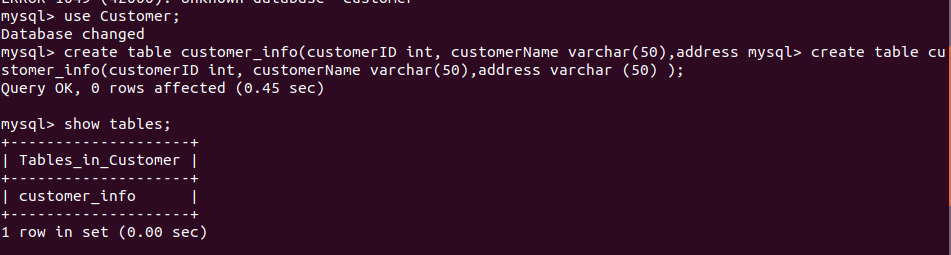 ERROR 1049 (42000): Unknown database 'customer'
mysql> use Customer;
Database changed
mysql> create table customer_info(customerID int, customerName varchar(50),address mysql> create table cu
stomer_info(customerID int, customerName varchar(50),address varchar (50) );
Query OK, 0 rows affected (0.45 sec)
mysql> show tables;
+--------------------+
| Tables_in_Customer |
+--------------------+
| customer_info      |
+--------------------+
1 row in set (0.00 sec)